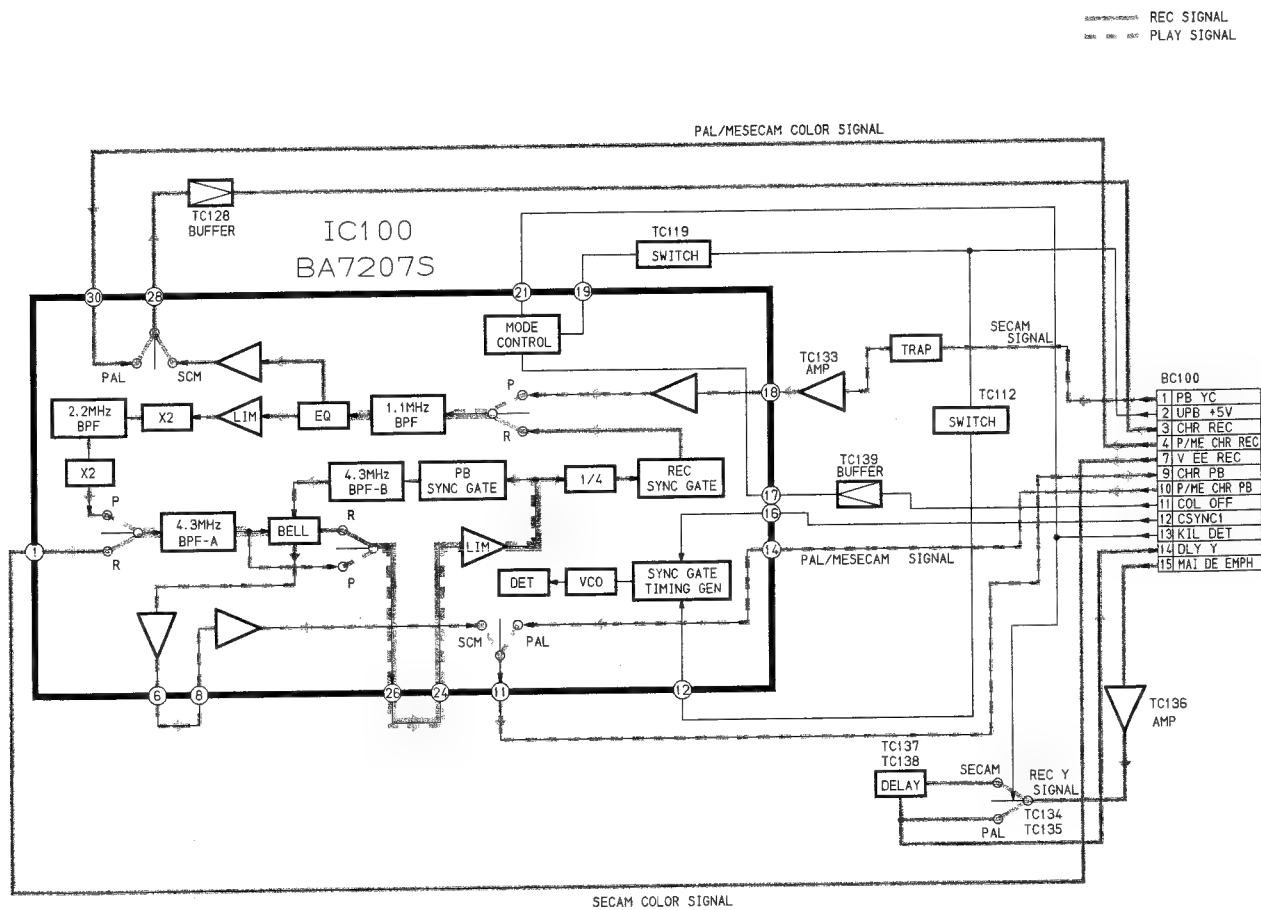 REC SIGNAL
PLAY SIGNAL
PAL/MESECAM COLOR SIGNAL
TC128
BUFFER
IC100
BA7207S
TC119
SWITCH
30
28
21
19
MODE
CONTROL
PAL
SCM
SECAM
SIGNAL
TRAP
TC133
AMP
18
TC112
SWITCH
BC100
1 PB YC
2 UPB +5V
3 CHR REC
4 P/ME CHR REC
7 V EE REC
9 CHR PB
10 P/ME CHR PB
11 COL OFF
12 CSYNC1
13 KIL DET
14 DLY Y
15 MAI DE EMPH
2.2MHz
BPF
X2
LIM
EQ
1.1MHz
BPF
P
R
X2
4.3MHz
BPF-B
PB
SYNC GATE
1/4
REC
SYNC GATE
TC139
BUFFER
17
16
14
PAL/MESECAM SIGNAL
P
R
1
4.3MHz
BPF-A
BELL
R
P
LIM
DET
VCO
SYNC GATE
TIMING GEN
SCM
PAL
6
8
26
24
11
12
TC136
AMP
TC137
TC138
DELAY
SECAM
PAL
REC Y
SIGNAL
TC134
TC135
SECAM COLOR SIGNAL